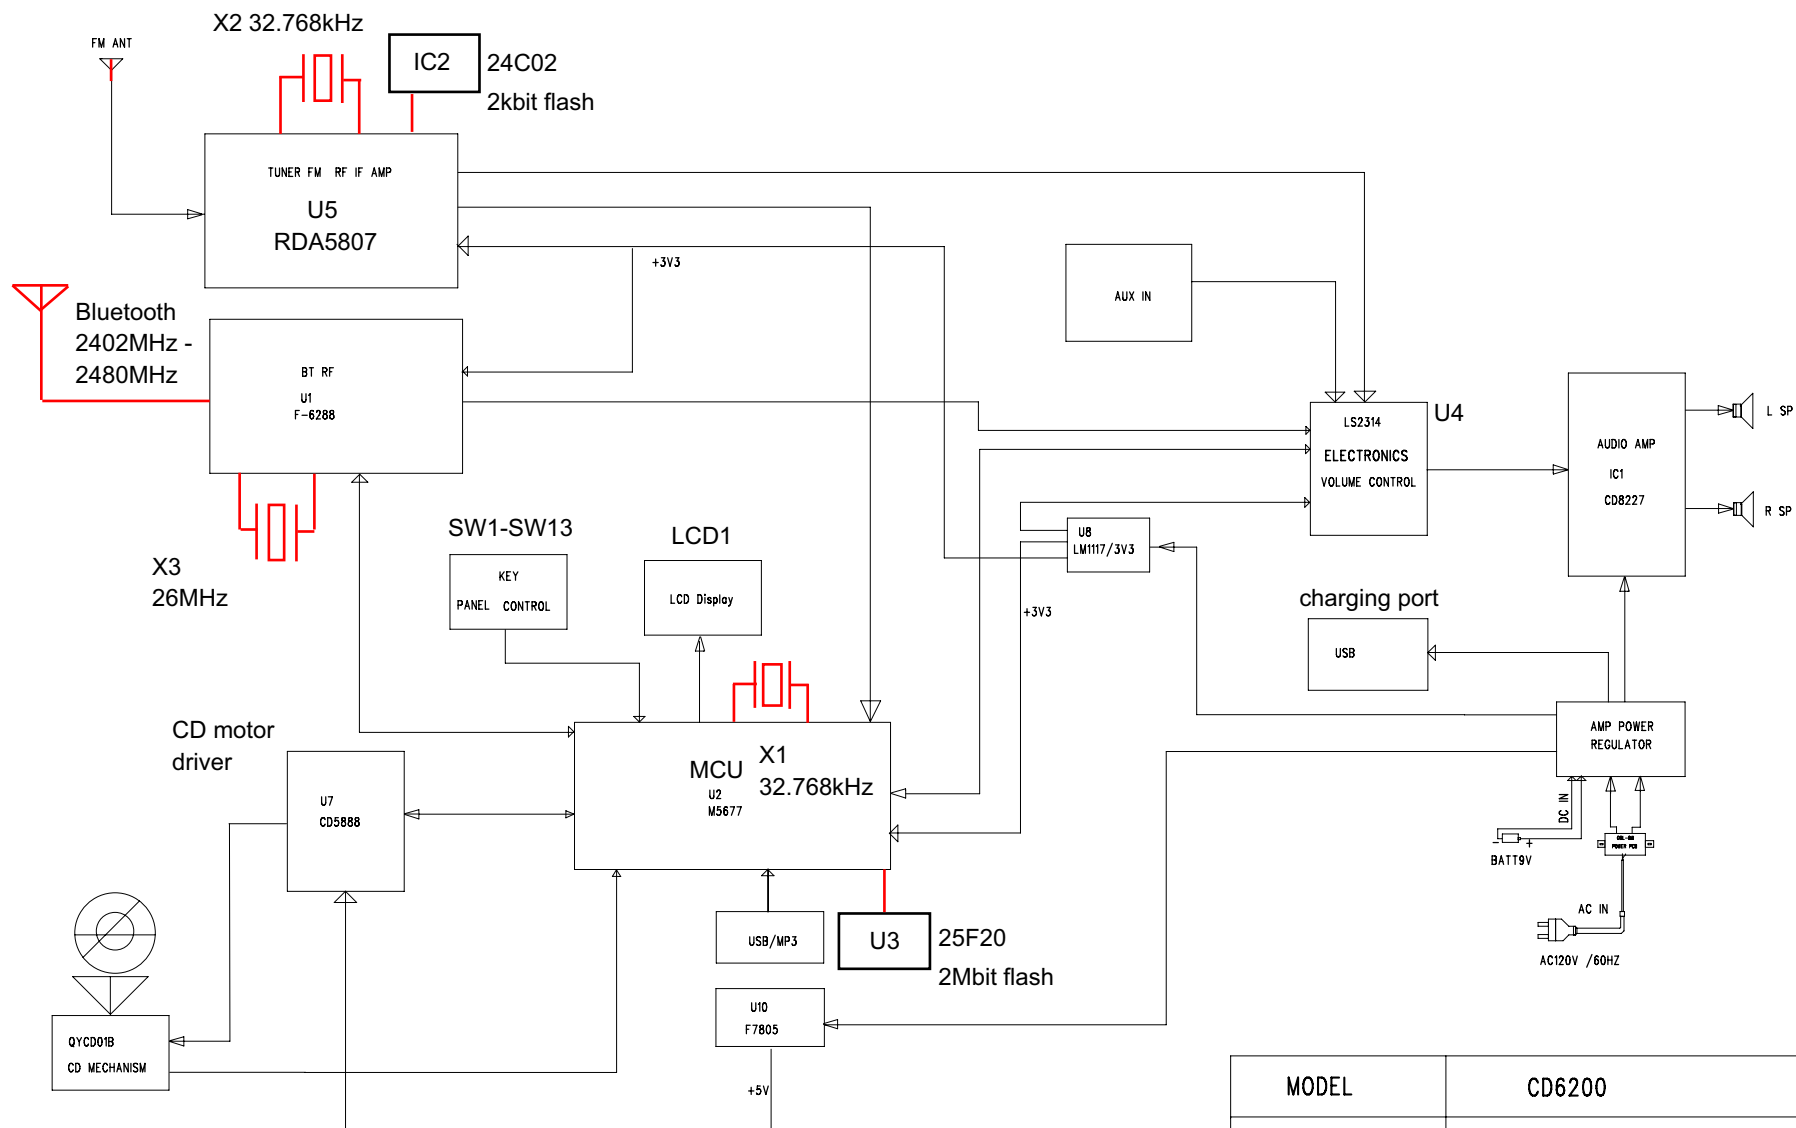 X2 32.768kHz
FM ANT
IC2
24C02
2kbit flash
TUNER FM RF IF AMP
U5
RDA5807
+3V3
AUX IN
Bluetooth
2402MHz -
2480MHz
BT RF
U1
F-6288
LS2314
U4
ELECTRONICS
VOLUME CONTROL
AUDIO AMP
IC1
CD8227
L SP
R SP
X3
26MHz
SW1-SW13
KEY
PANEL CONTROL
LCD1
LCD Display
U8
LM1117/3V3
+3V3
charging port
USB
AMP POWER
REGULATOR
CD motor
driver
U7
CD5888
MCU
U2
M5677
X1
32.768kHz
DC IN
- +
BATT9V
POWER PCB
AC IN
AC120V /60HZ
USB/MP3
U3
25F20
2Mbit flash
U10
F7805
+5V
QYCD01B
CD MECHANISM
MODEL
CD6200